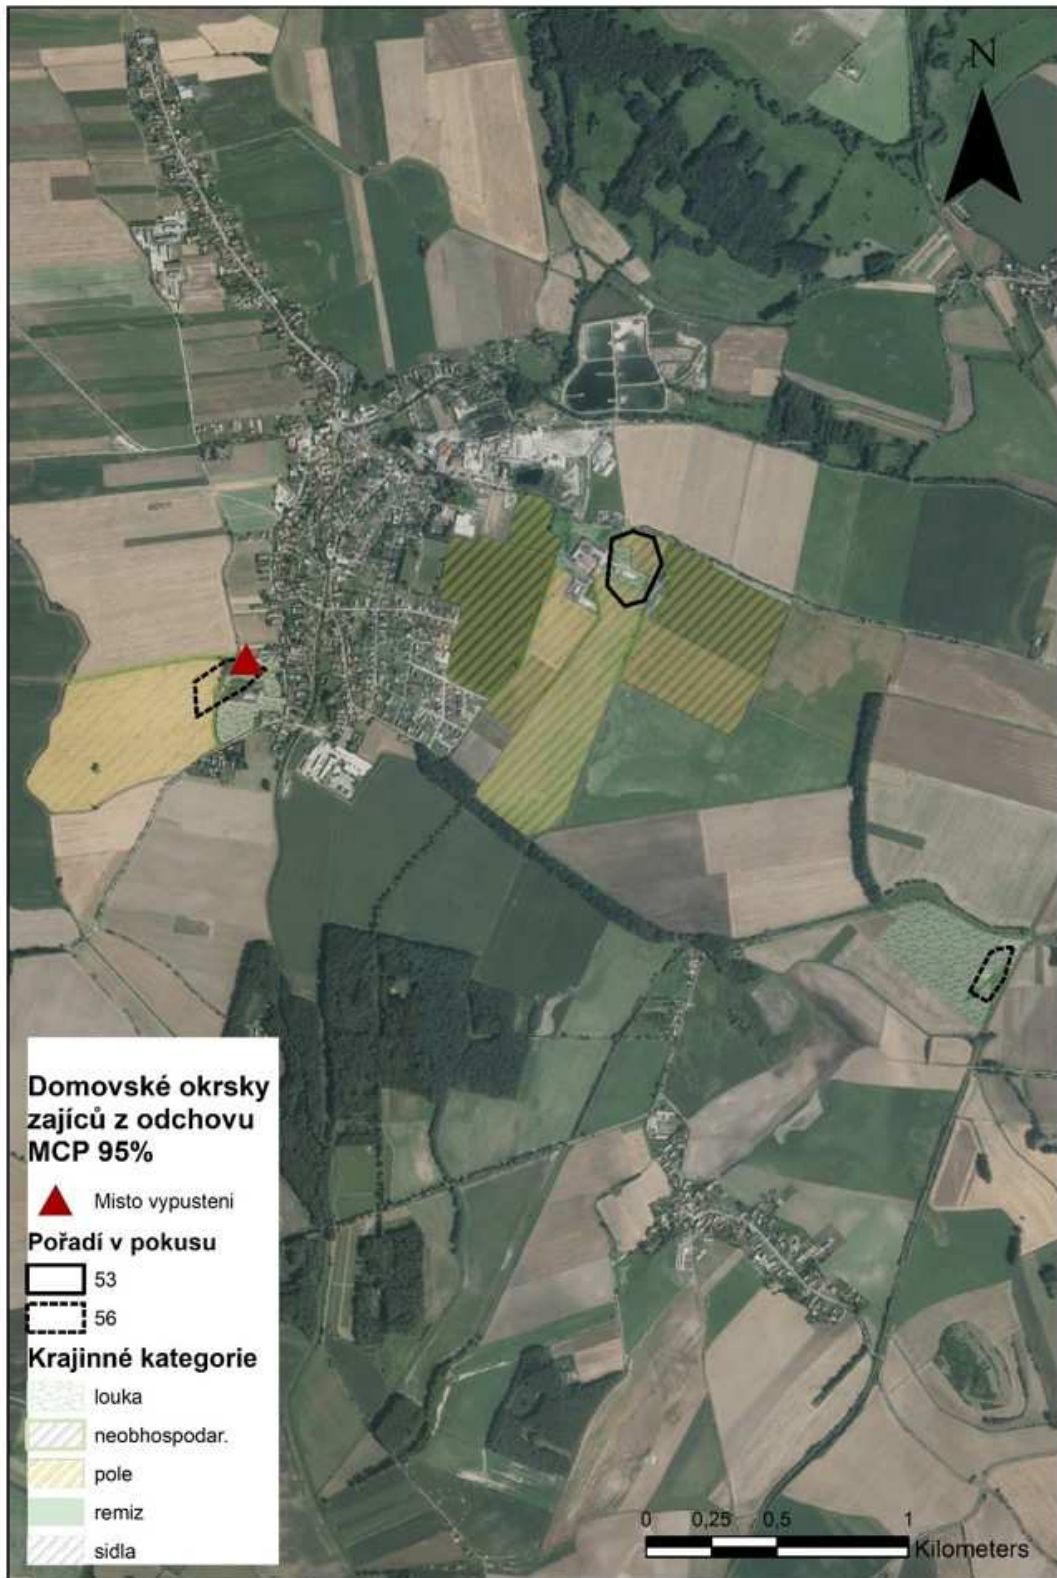 N
Domovské okrsky
zajíců z odchovu
MCP 95%
Misto vypusteni
Pořadí v pokusu
53
56
Krajinné kategorie
louka
neobhospodar.
pole
remiz
sidla
0 0,25 0,5 1
Kilometers